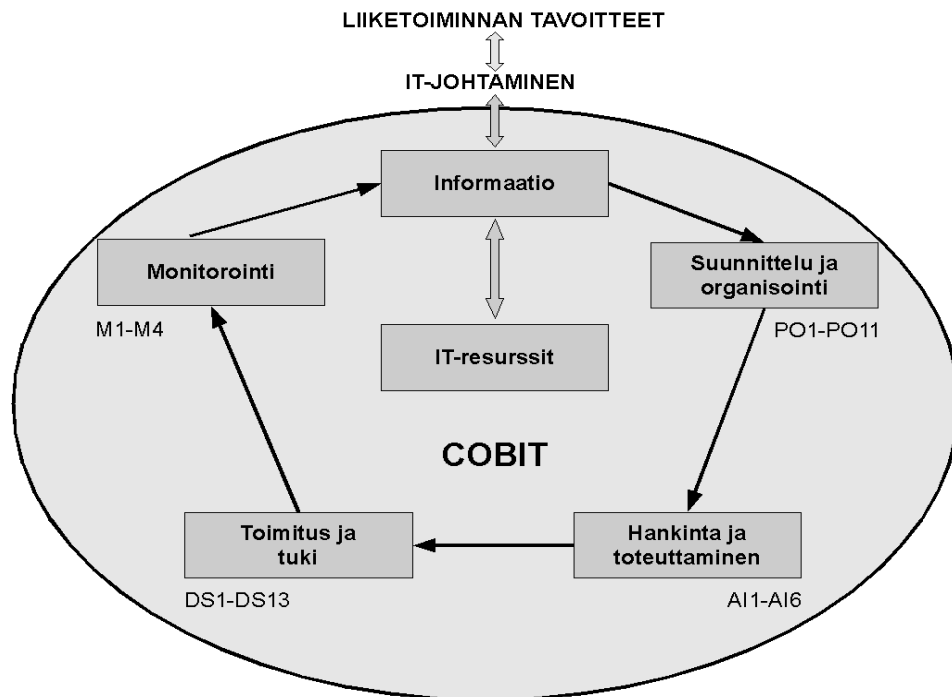 LIIKETOIMINNAN TAVOITTEET
IT-JOHTAMINEN
Informaatio
Monitorointi
M1-M4
Suunnittelu ja
organisointi
PO1-PO11
IT-resurssit
COBIT
Toimitus ja
tuki
DS1-DS13
Hankinta ja
toteuttaminen
AI1-AI6